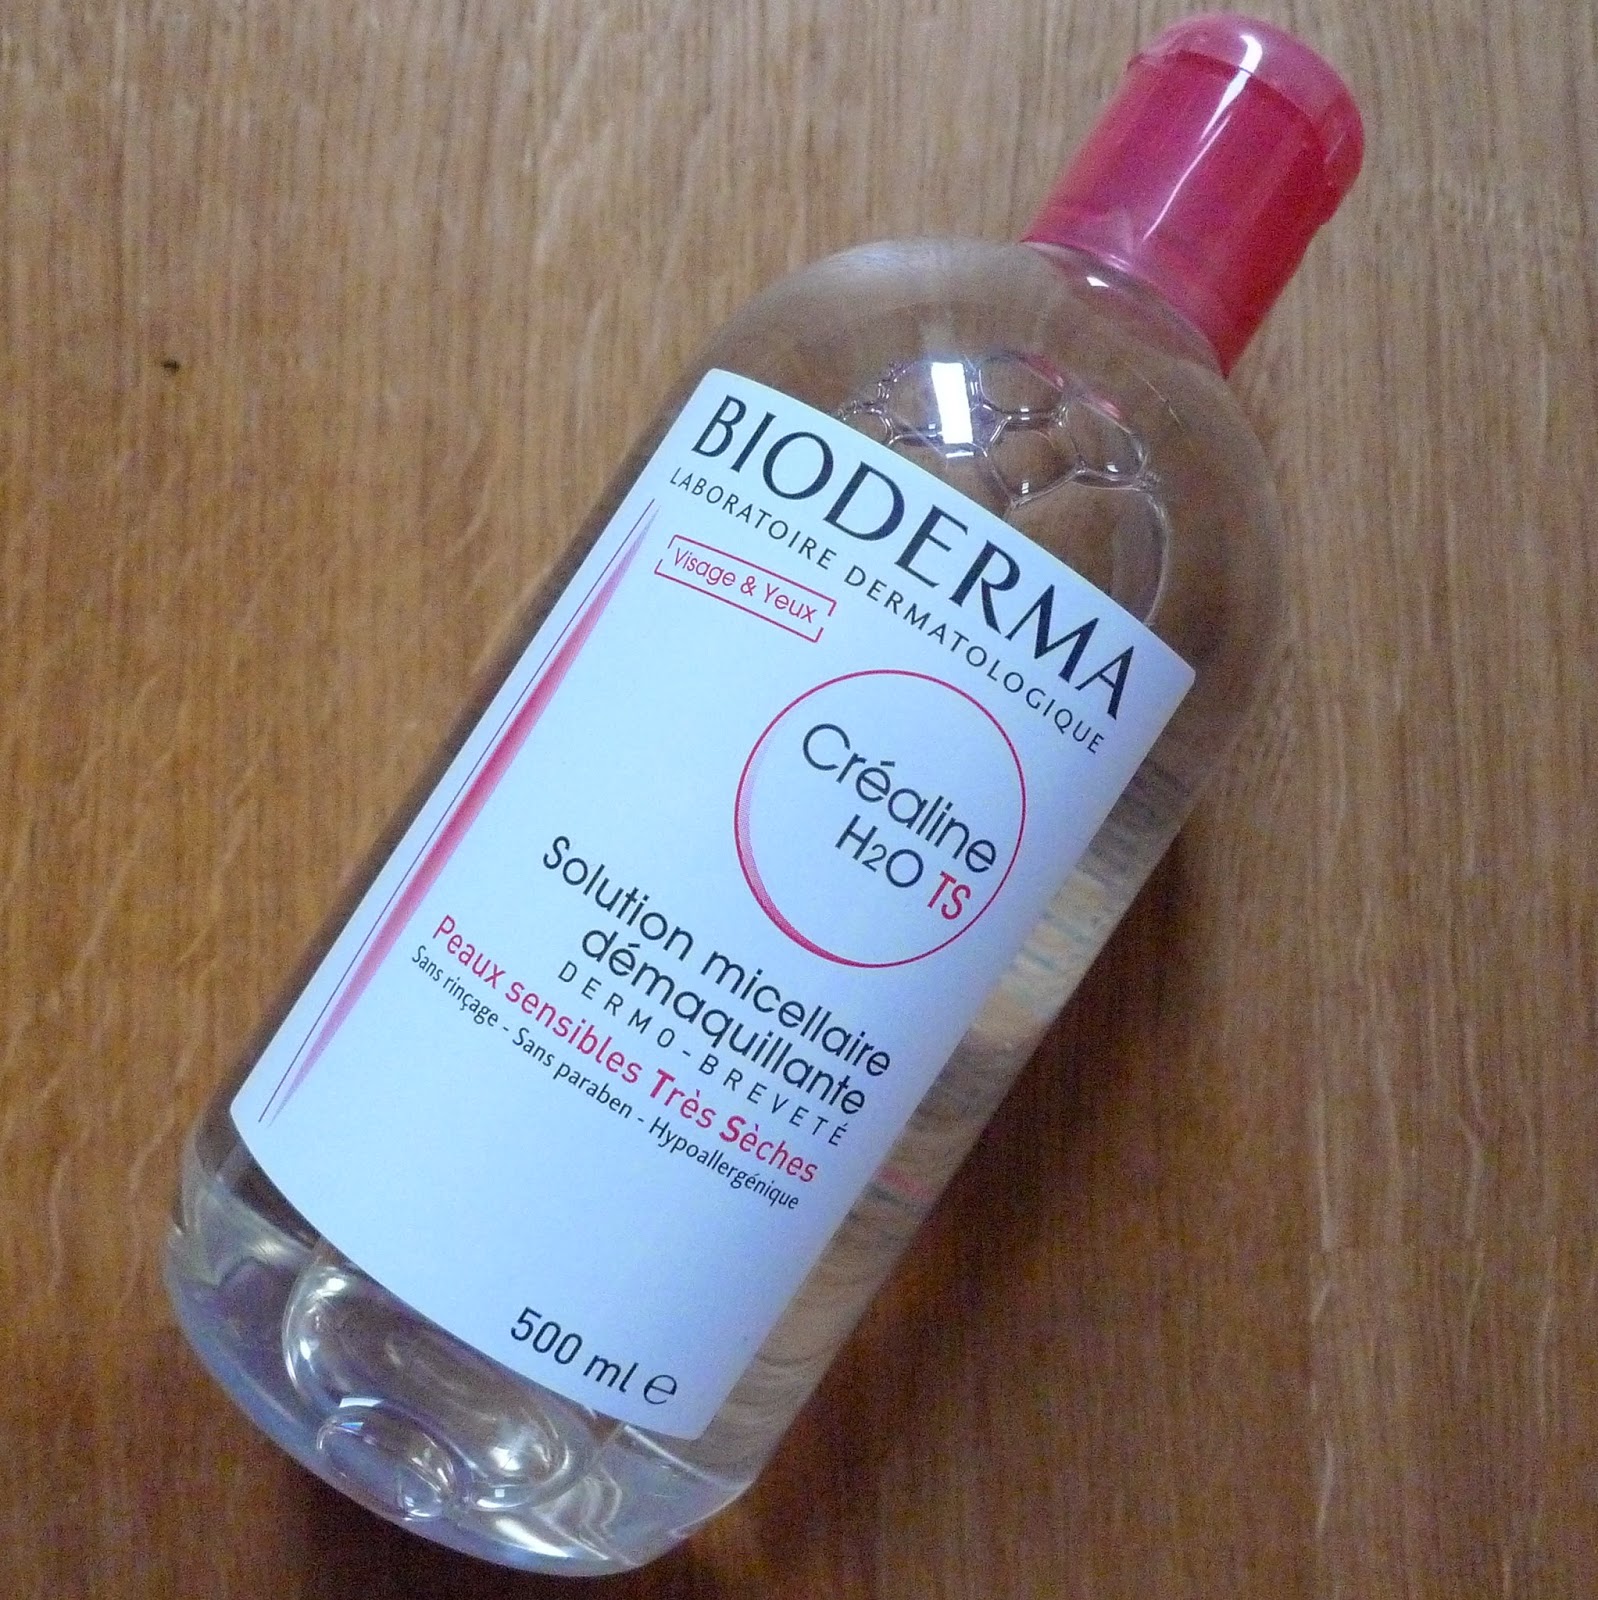 BIODERMA
LABORATOIRE DERMATOLOGIQUE
Visage & Yeux
Créaline
H2O TS
Solution micellaire
démaquillante
DERMO-BREVETÉ
Peaux sensibles Très Sèches
Sans rinçage - Sans paraben - Hypoallergénique
500 ml ℮